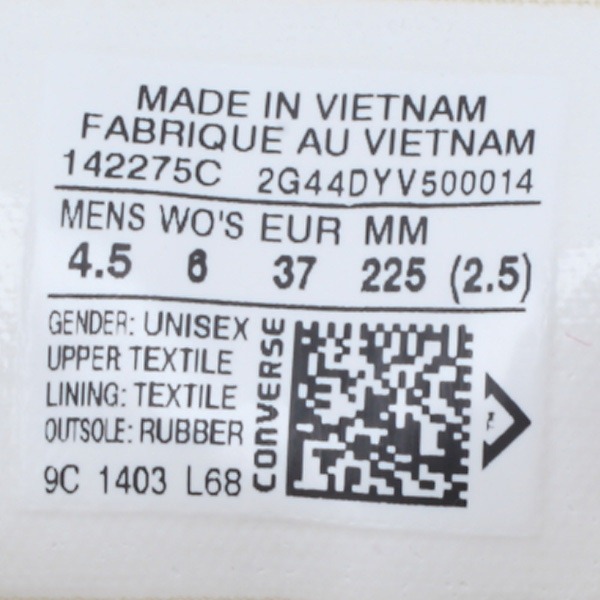 MADE IN VIETNAM
FABRIQUE AU VIETNAM
142275C 2G44DYV500014
MENS WO'S EUR MM
4.5 6 37 225 (2.5)
GENDER: UNISEX
UPPER TEXTILE
LINING: TEXTILE
OUTSOLE: RUBBER
9C 1403 L68
CONVERSE